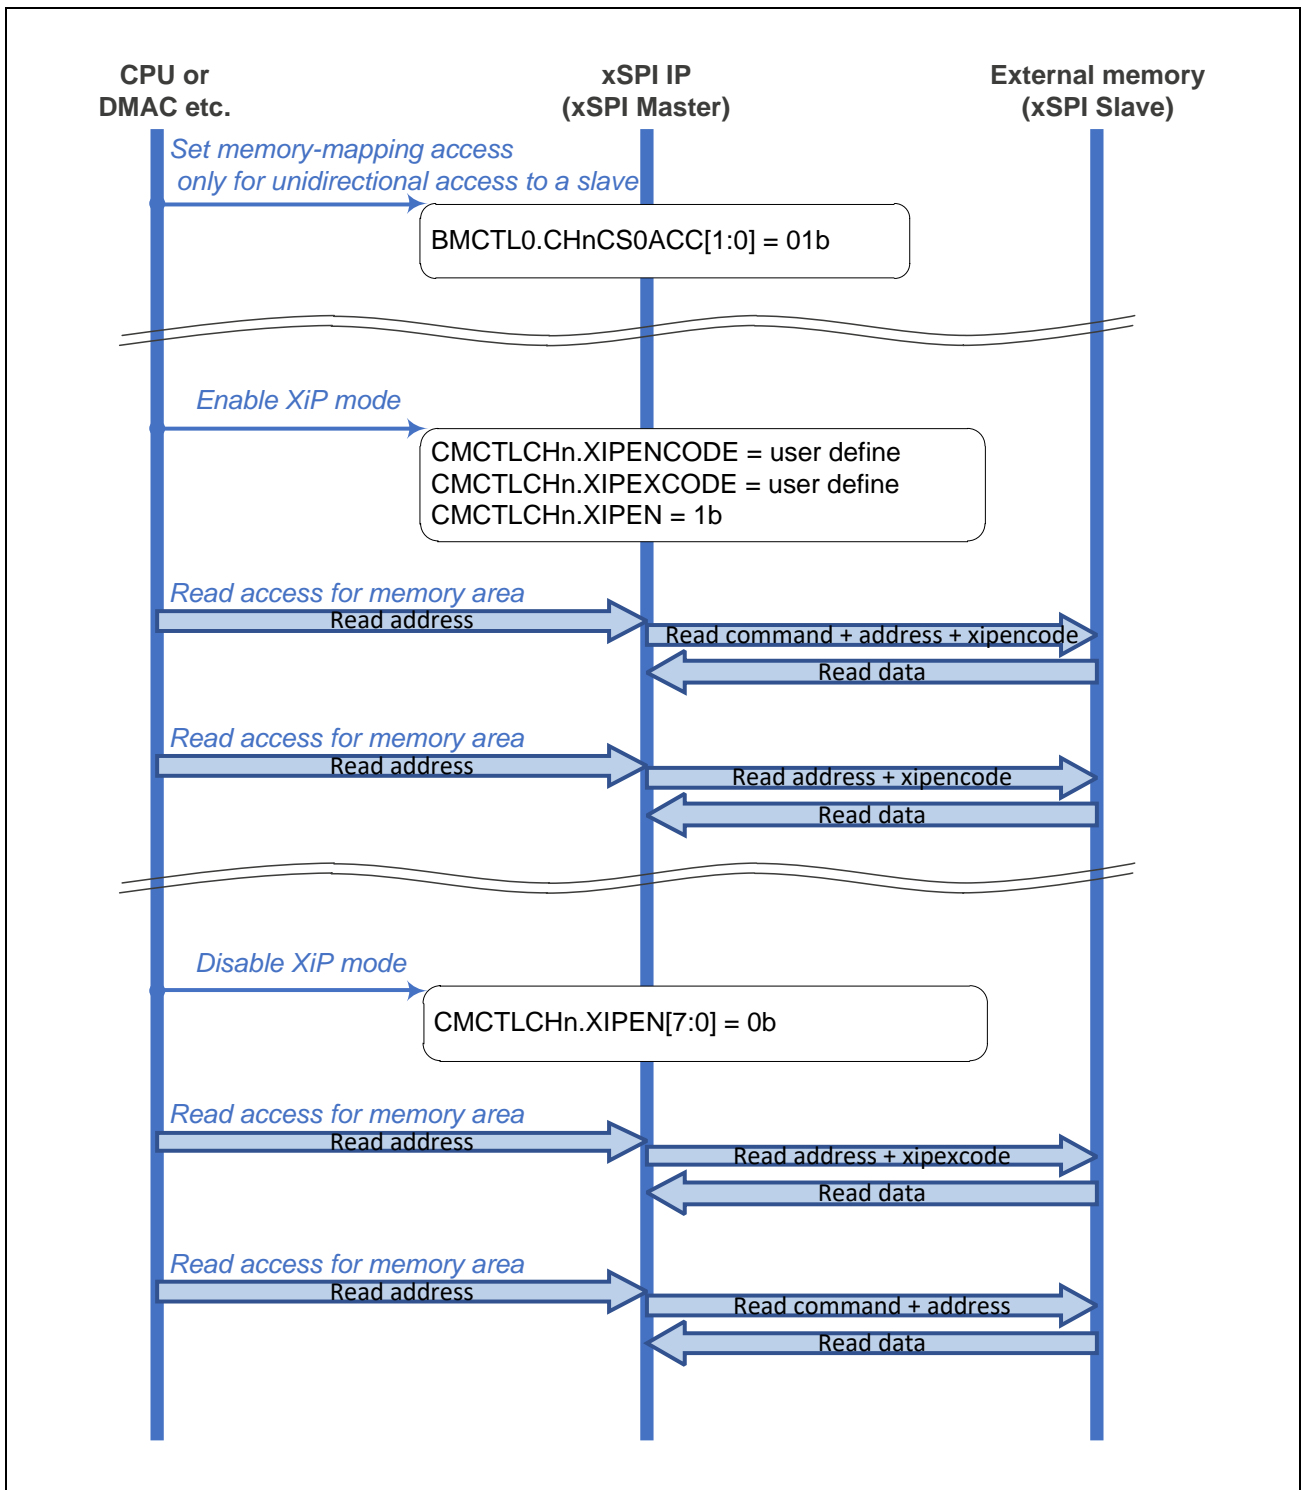 CPU or
DMAC etc.
xSPI IP
(xSPI Master)
External memory
(xSPI Slave)
Set memory-mapping access
only for unidirectional access to a slave
BMCTL0.CHnCS0ACC[1:0] = 01b
Enable XiP mode
CMCTLCHn.XIPENCODE = user define
CMCTLCHn.XIPEXCODE = user define
CMCTLCHn.XIPEN = 1b
Read access for memory area
Read address
Read command + address + xipencode
Read data
Read access for memory area
Read address
Read address + xipencode
Read data
Disable XiP mode
CMCTLCHn.XIPEN[7:0] = 0b
Read access for memory area
Read address
Read address + xipexcode
Read data
Read access for memory area
Read address
Read command + address
Read data